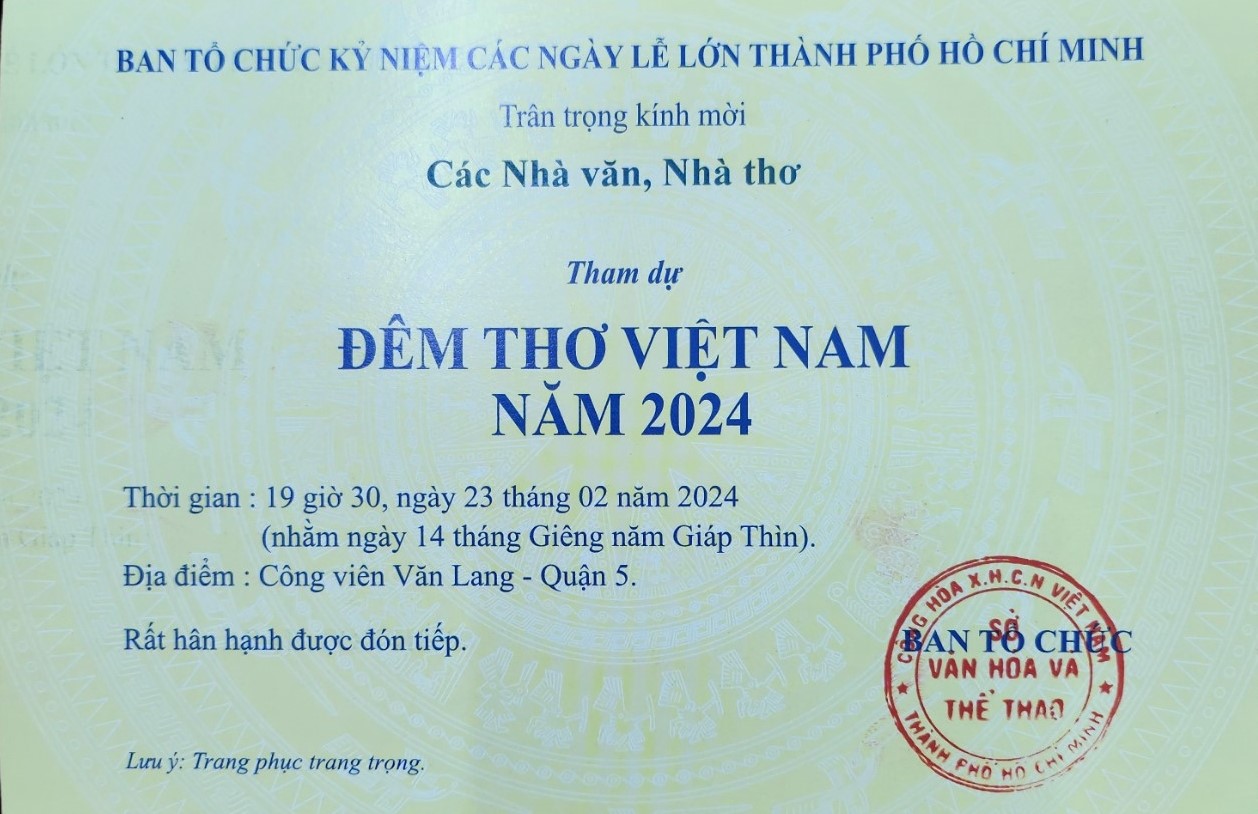 BAN TỔ CHỨC KỶ NIỆM CÁC NGÀY LỄ LỚN THÀNH PHỐ HỒ CHÍ MINH
Trân trọng kính mời
Các Nhà văn, Nhà thơ
Tham dự
ĐÊM THƠ VIỆT NAM
NĂM 2024
Thời gian : 19 giờ 30, ngày 23 tháng 02 năm 2024
(nhằm ngày 14 tháng Giêng năm Giáp Thìn).
Địa điểm : Công viên Văn Lang - Quận 5.
Rất hân hạnh được đón tiếp.
BAN TỔ CHỨC
CỘNG HÒA X.H.C.N VIỆT NAM
SỞ
VĂN HÓA VÀ
THỂ THAO
THÀNH PHỐ HỒ CHÍ MINH
Lưu ý: Trang phục trang trọng.